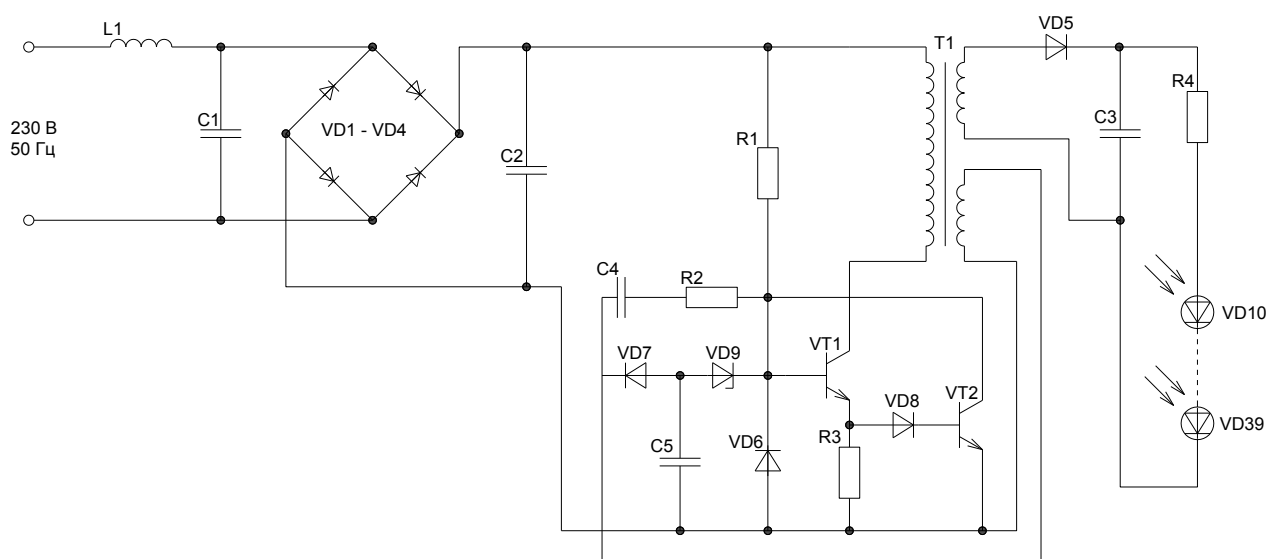 L1
T1
VD5
R4
C1
VD1 - VD4
230 В
50 Гц
C2
R1
C3
C4
R2
VD10
VT1
VD7
VD9
VT2
VD8
VD39
R3
VD6
C5